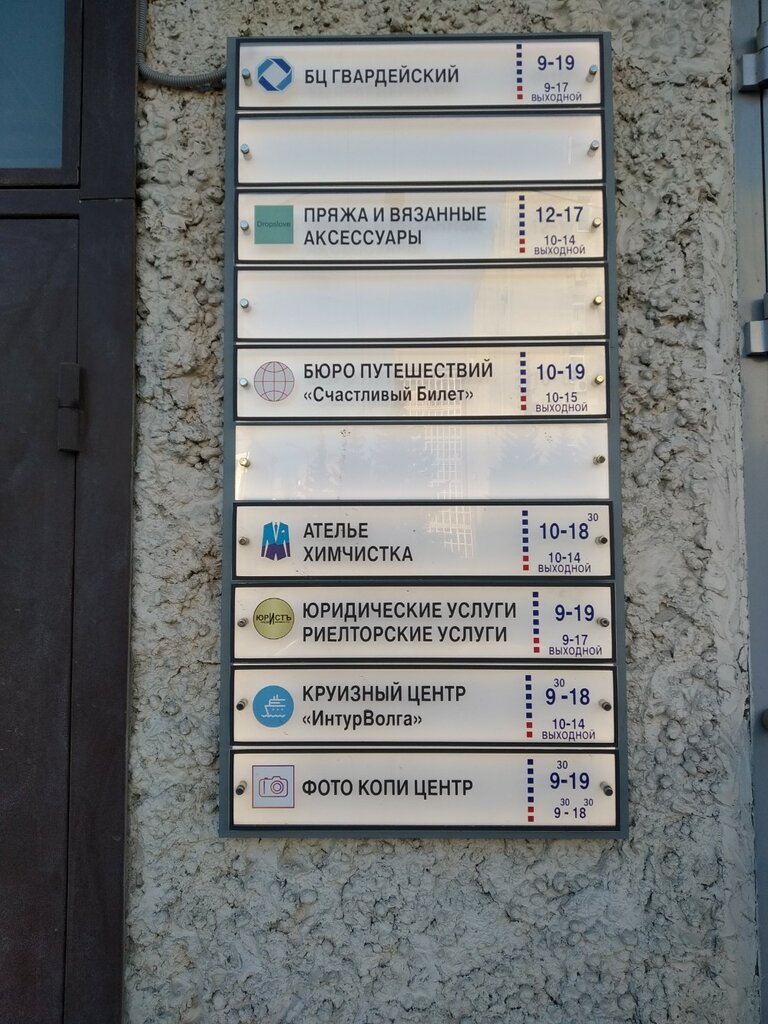 БЦ ГВАРДЕЙСКИЙ
9-19
9-17
ВЫХОДНОЙ
Dropslove
ПРЯЖА И ВЯЗАННЫЕ
АКСЕССУАРЫ
12-17
10-14
ВЫХОДНОЙ
БЮРО ПУТЕШЕСТВИЙ
«Счастливый Билет»
10-19
10-15
ВЫХОДНОЙ
АТЕЛЬЕ
ХИМЧИСТКА
10-18 30
10-14
ВЫХОДНОЙ
ЮРИСТЪ
ЮРИДИЧЕСКИЕ УСЛУГИ
РИЕЛТОРСКИЕ УСЛУГИ
9-19
9-17
ВЫХОДНОЙ
КРУИЗНЫЙ ЦЕНТР
«ИнтурВолга»
9 30 -18
10-14
ВЫХОДНОЙ
ФОТО КОПИ ЦЕНТР
9 30 -19
9 30 - 18 30